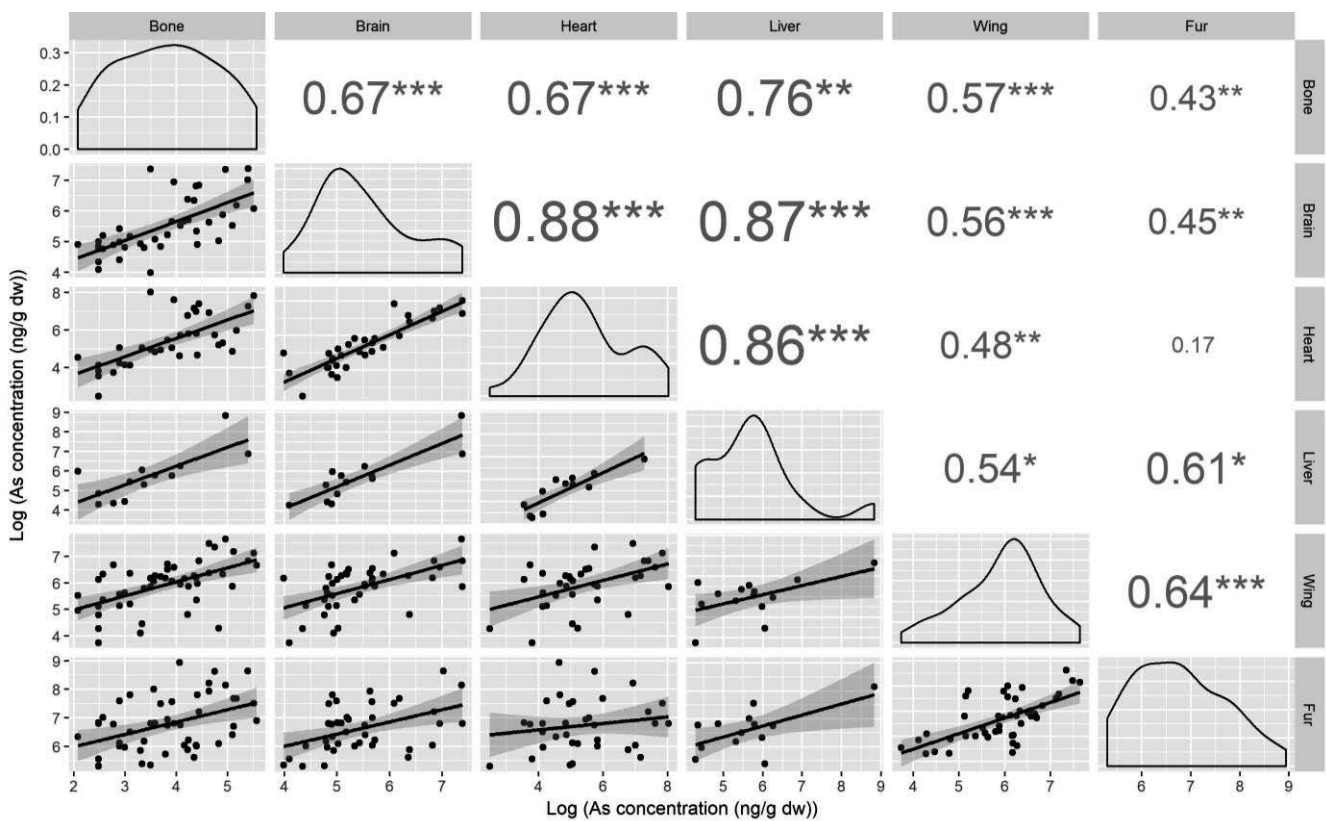 Bone Brain Heart Liver Wing Fur
0.3
0.2
0.1
0.0
0.67*** 0.67*** 0.76** 0.57*** 0.43**
Bone
7
6
5
4
0.88*** 0.87*** 0.56*** 0.45**
Brain
8
6
4
0.86*** 0.48** 0.17
Heart
9
8
7
6
5
4
0.54* 0.61*
Liver
7
6
5
4
0.64***
Wing
9
8
7
6
Fur
Log (As concentration (ng/g dw))
2 3 4 5 4 5 6 7 4 6 8 5 6 7 8 9 4 5 6 7 6 7 8 9
Log (As concentration (ng/g dw))